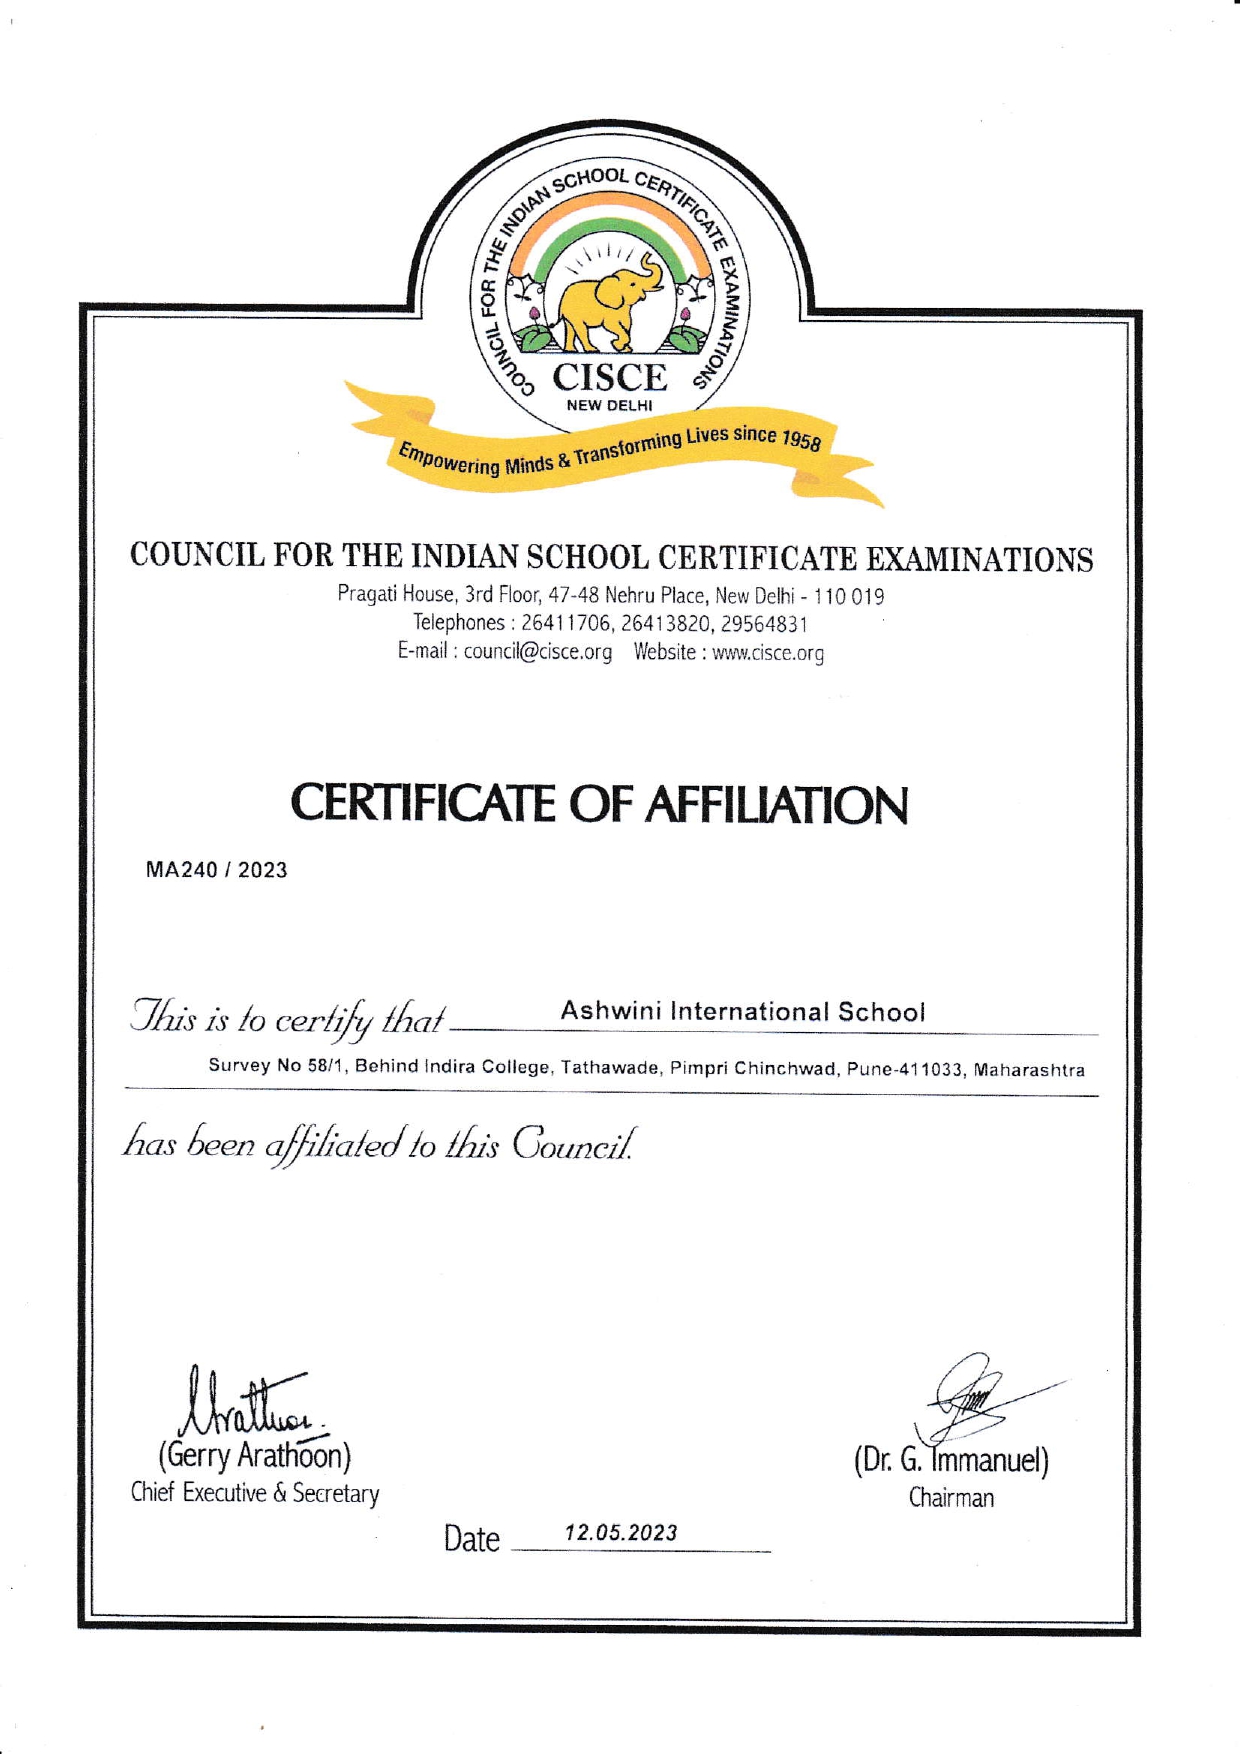 COUNCIL FOR THE INDIAN SCHOOL CERTIFICATE EXAMINATIONS
CISCE
NEW DELHI
Empowering Minds & Transforming Lives since 1958
COUNCIL FOR THE INDIAN SCHOOL CERTIFICATE EXAMINATIONS
Pragati House, 3rd Floor, 47-48 Nehru Place, New Delhi - 110 019
Telephones : 26411706, 26413820, 29564831
E-mail : council@cisce.org Website : www.cisce.org
CERTIFICATE OF AFFILIATION
MA240 / 2023
This is to certify that Ashwini International School
Survey No 58/1, Behind Indira College, Tathawade, Pimpri Chinchwad, Pune-411033, Maharashtra
has been affiliated to this Council.
(Gerry Arathoon)
Chief Executive & Secretary
(Dr. G. Immanuel)
Chairman
Date 12.05.2023